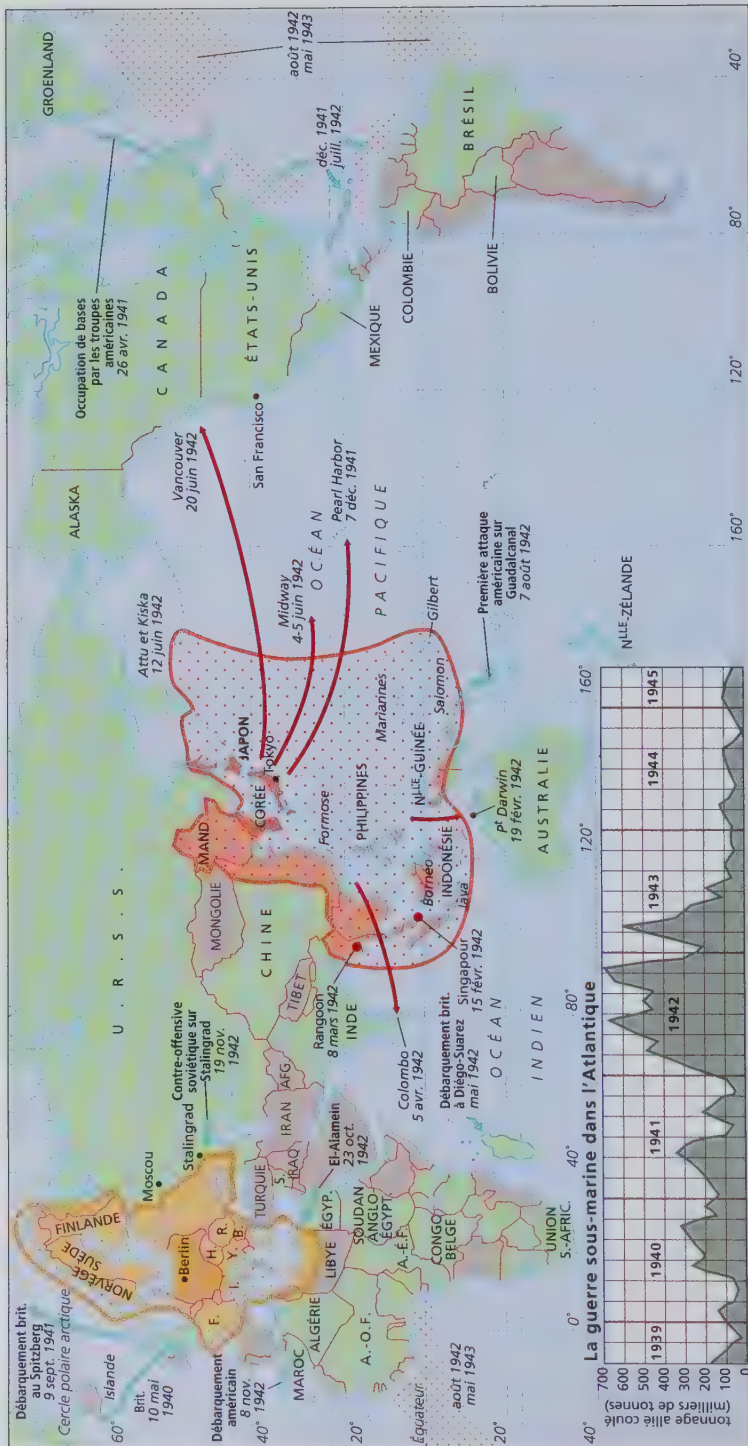 Débarquement brit.
au Spitzberg
9 sept. 1941
Cercle polaire arctique
60°
Islande
Brit.
10 mai
1940
NORVÈGE
SUÈDE
FINLANDE
Moscou
Berlin
Stalingrad
Contre-offensive
soviétique sur
Stalingrad
19 nov.
1942
U. R. S. S.
F.
I.
H.
Y.
R.
B.
40°
Débarquement
américain
8 nov.
1942
MAROC
ALGÉRIE
LIBYE
ÉGYP.
TURQUIE
S.
IRAQ
IRAN
AFG.
El-Alamein
23 oct.
1942
20°
A.-O. F.
SOUDAN
ANGLO-
ÉGYPT.
A.-É.F.
CONGO
BELGE
UNION
S.-AFRIC.
Équateur
août 1942
mai 1943
20°
40°
MONGOLIE
MAND
CHINE
TIBET
INDE
Rangoon
8 mars 1942
Colombo
5 avr. 1942
Débarquement brit.
à Diégo-Suarez
mai 1942
Singapour
15 févr. 1942
OCÉAN
INDIEN
CORÉE
JAPON
Tokyo
Formose
PHILIPPINES
Mariannes
Bornéo
INDONÉSIE
Java
Nlle-GUINÉE
Salomon
Gilbert
Pt Darwin
19 févr. 1942
AUSTRALIE
Nlle-ZÉLANDE
Première attaque
américaine sur
Guadalcanal
7 août 1942
Attu et Kiska
12 juin 1942
Midway
4-5 juin 1942
Pearl Harbor
7 déc. 1941
OCÉAN
PACIFIQUE
Vancouver
20 juin 1942
ALASKA
Occupation de bases
par les troupes
américaines
26 avr. 1941
CANADA
San Francisco
ÉTATS-UNIS
MEXIQUE
COLOMBIE
BOLIVIE
BRÉSIL
GROENLAND
déc. 1941
juill. 1942
août 1942
mai 1943
0°
40°
80°
120°
160°
160°
120°
80°
40°
La guerre sous-marine dans l'Atlantique
tonnage allié coulé
(milliers de tonnes)
700
600
500
400
300
200
100
0
1939
1940
1941
1942
1943
1944
1945